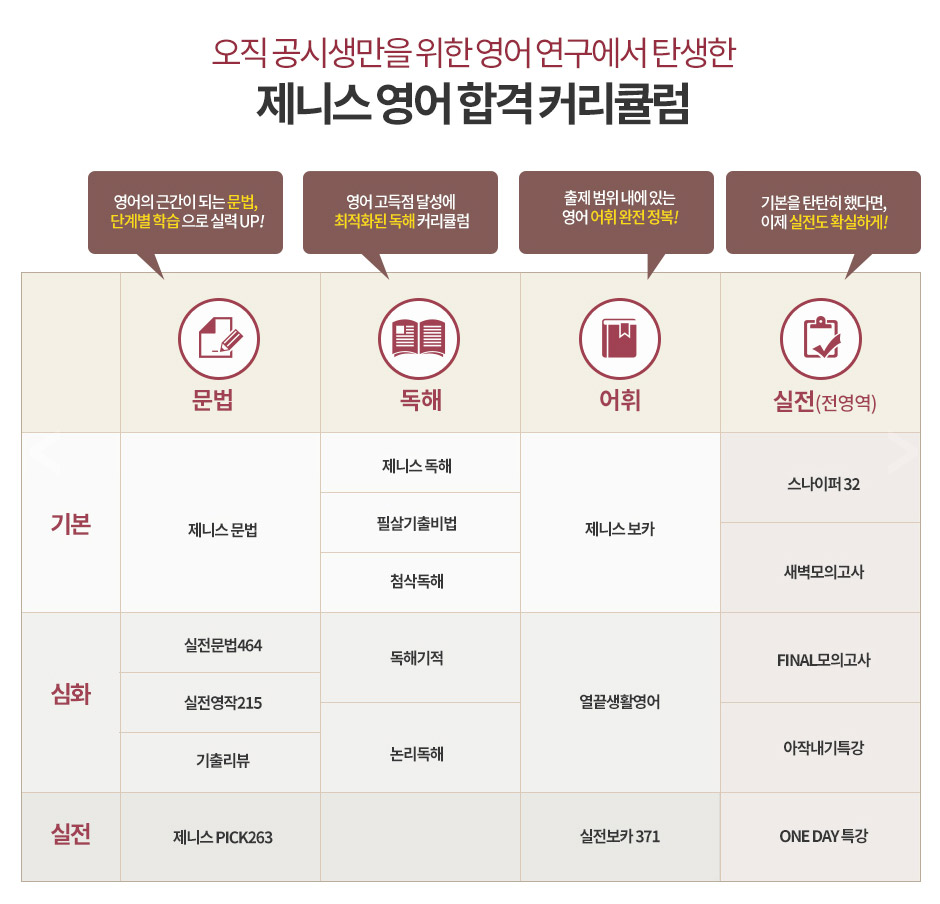 오직 공시생만을 위한 영어 연구에서 탄생한
제니스 영어 합격 커리큘럼
영어의 근간이 되는 문법,
단계별 학습 으로 실력 UP!
영어 고득점 달성에
최적화된 독해 커리큘럼
출제 범위 내에 있는
영어 어휘 완전 정복!
기본을 탄탄히 했다면,
이제 실전도 확실하게!
문법
독해
어휘
실전(전영역)
기본
제니스 문법
제니스 독해
필살기출비법
첨삭독해
제니스 보카
스나이퍼 32
새벽모의고사
심화
실전문법464
실전영작215
기출리뷰
독해기적
논리독해
열끝생활영어
FINAL모의고사
아작내기특강
실전
제니스 PICK263
실전보카 371
ONE DAY 특강